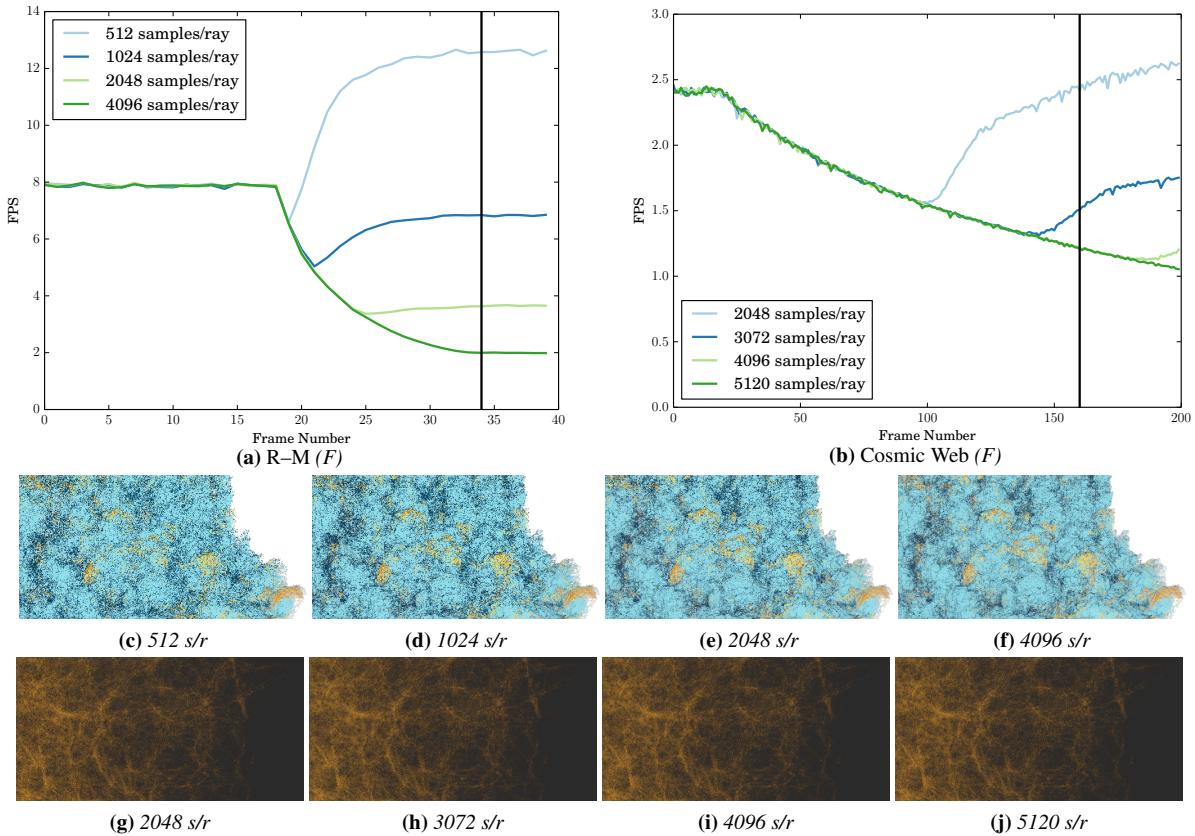 14
12
10
8
6
4
2
0
FPS
512 samples/ray
1024 samples/ray
2048 samples/ray
4096 samples/ray
0 5 10 15 20 25 30 35 40
Frame Number
(a) R–M (F)
3.0
2.5
2.0
1.5
1.0
0.5
0.0
FPS
2048 samples/ray
3072 samples/ray
4096 samples/ray
5120 samples/ray
0 50 100 150 200
Frame Number
(b) Cosmic Web (F)
(c) 512 s/r
(d) 1024 s/r
(e) 2048 s/r
(f) 4096 s/r
(g) 2048 s/r
(h) 3072 s/r
(i) 4096 s/r
(j) 5120 s/r